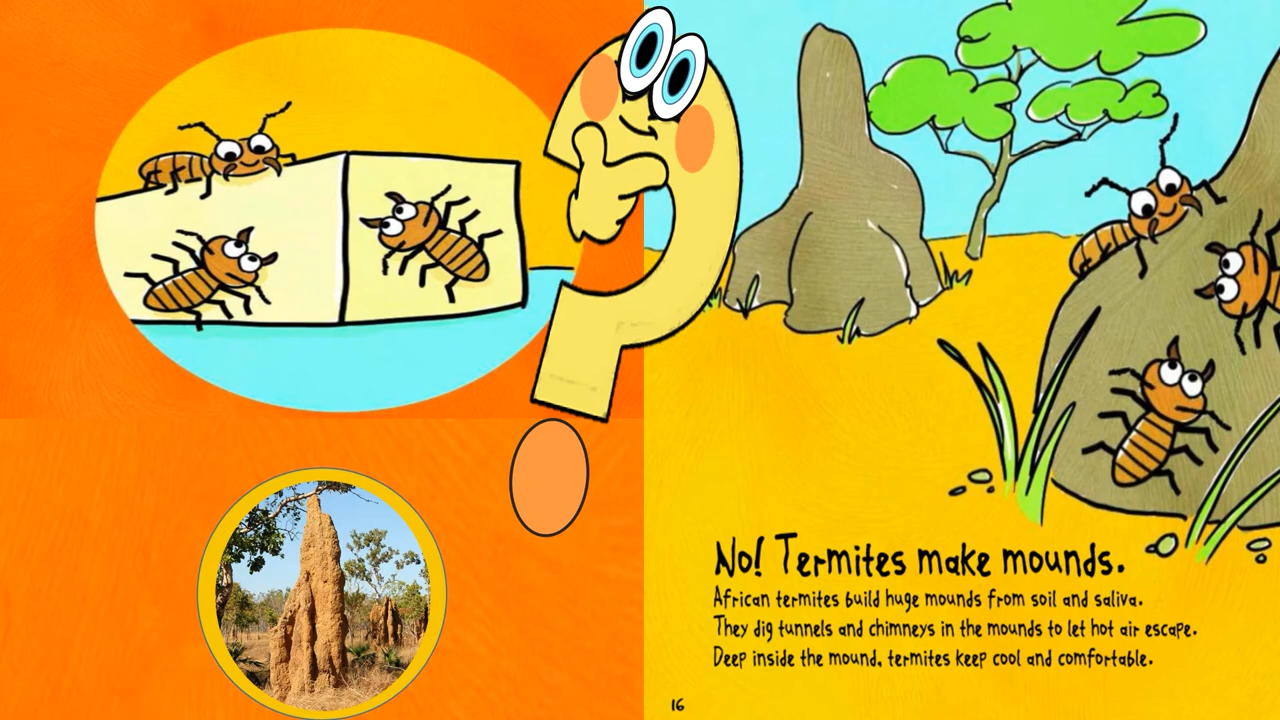 No! Termites make mounds.
African termites build huge mounds from soil and saliva.
They dig tunnels and chimneys in the mounds to let hot air escape.
Deep inside the mound, termites keep cool and comfortable.
16